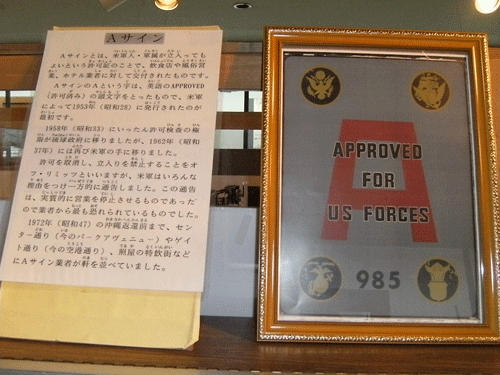 Aサイン
Aサインとは、米軍人・軍属が立入っても
よいという許可証のことで、飲食店や風俗営
業、ホテル業者に対して交付されたものです。
AサインのAという字は、英語のAPPROVED
(許可済み)の頭文字をとったもので、米軍
によって1953年(昭和28)に発行されたのが
最初です。
1958年(昭和33)にいったん許可検査の権
限が琉球政府に移りましたが、1962年(昭和
37年)には再び米軍の手に移りました。
許可を取消し、立入りを禁止することをオ
フ・リミッツといいますが、米軍はいろんな
理由をつけ一方的に通告しました。この通告
は、実質的に営業を停止させるものであった
ので業者から最も恐れられているものでした。
1972年(昭和47)の沖縄返還前まで、セン
ター通り(今のパークアヴェニュー)やゲイ
ト通り(今の空港通り)、照屋の特飲街など
にAサイン業者が軒を並べていました。
A
APPROVED
FOR
US FORCES
985